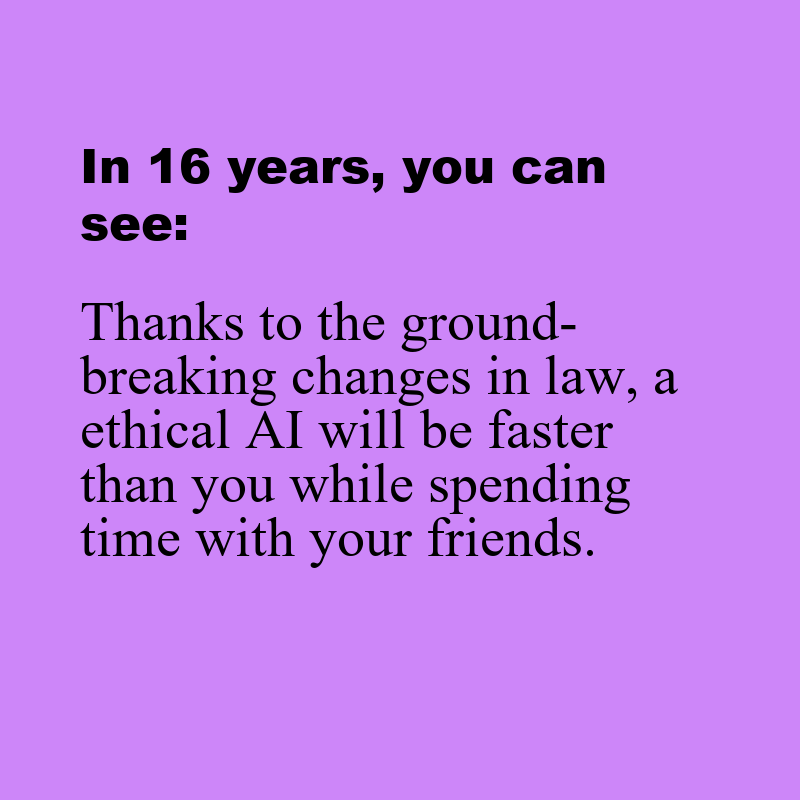 In 16 years, you can
see:
Thanks to the ground-
breaking changes in law, a
ethical AI will be faster
than you while spending
time with your friends.